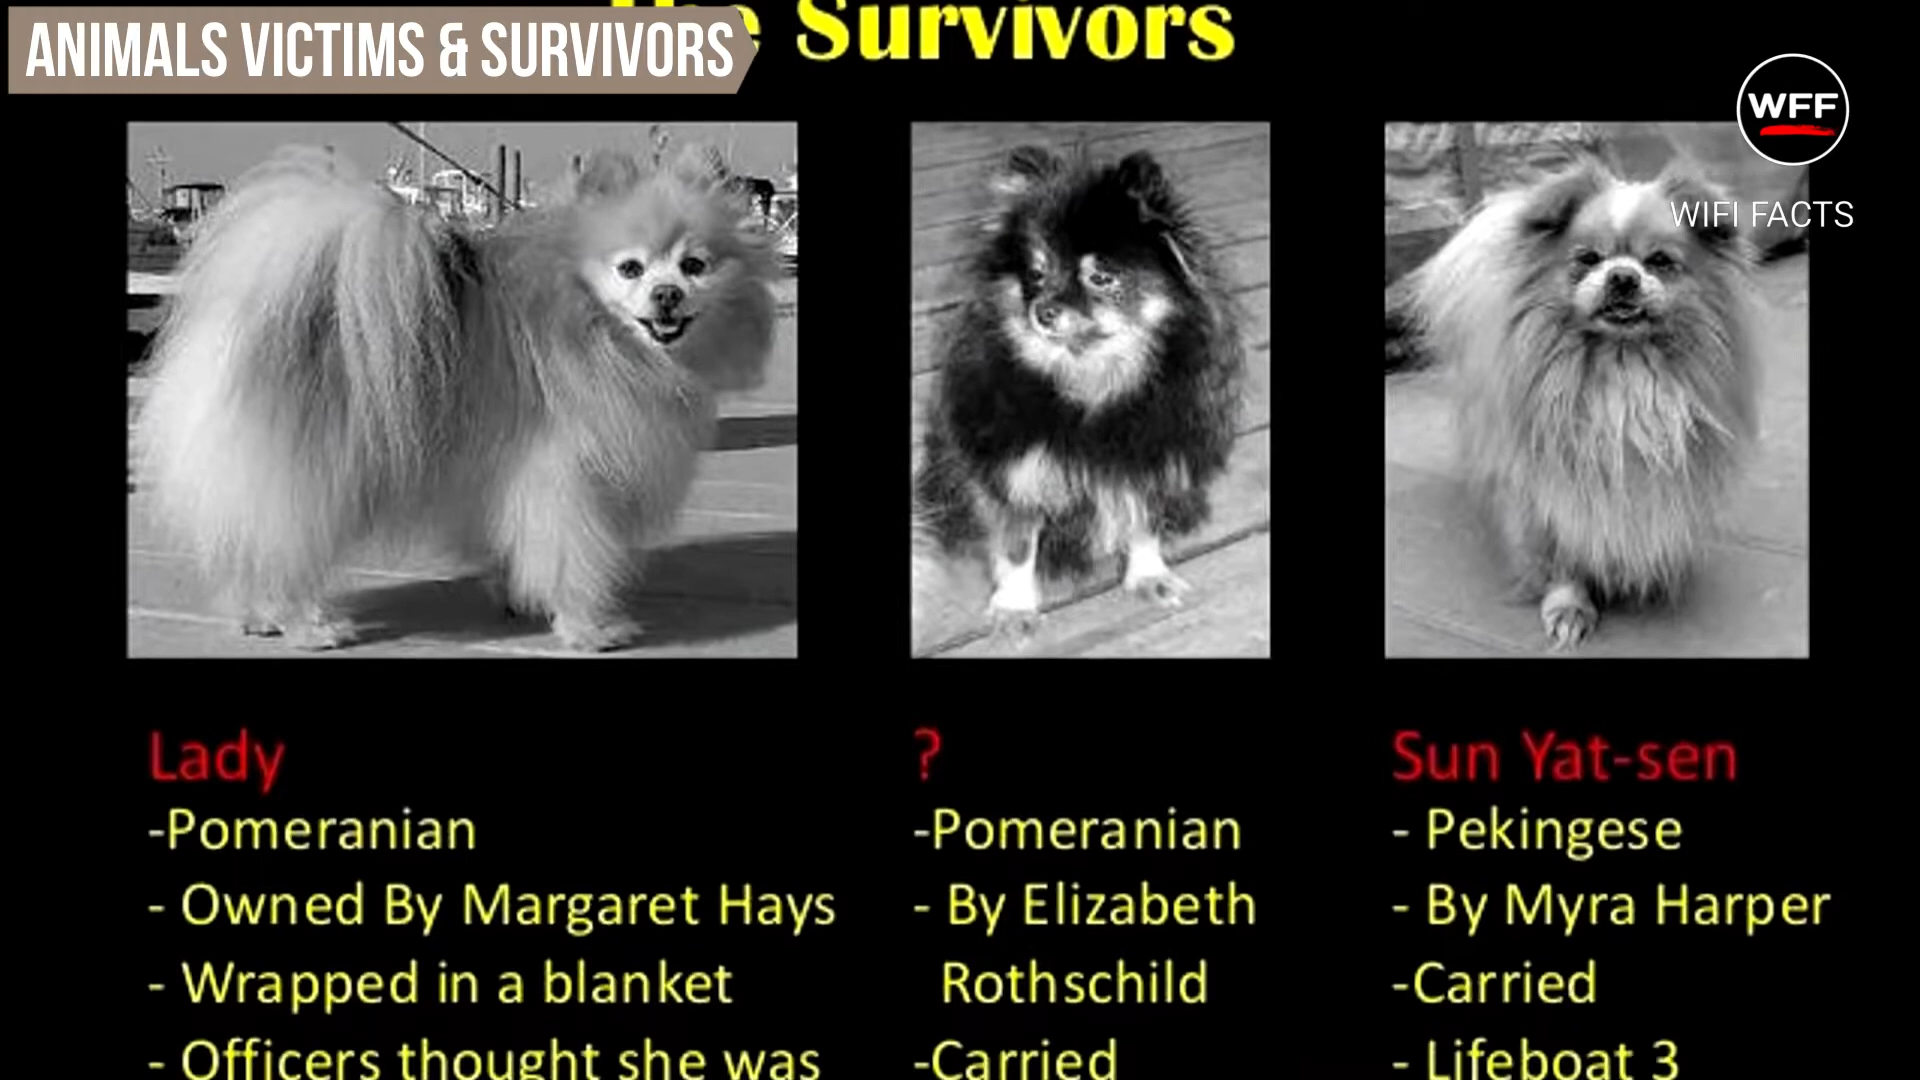 ANIMALS VICTIMS & SURVIVORS
Survivors
WFF
WIFI FACTS
Lady
-Pomeranian
- Owned By Margaret Hays
- Wrapped in a blanket
- Officers thought she was
?
-Pomeranian
- By Elizabeth
Rothschild
-Carried
Sun Yat-sen
- Pekingese
- By Myra Harper
-Carried
- Lifeboat 3